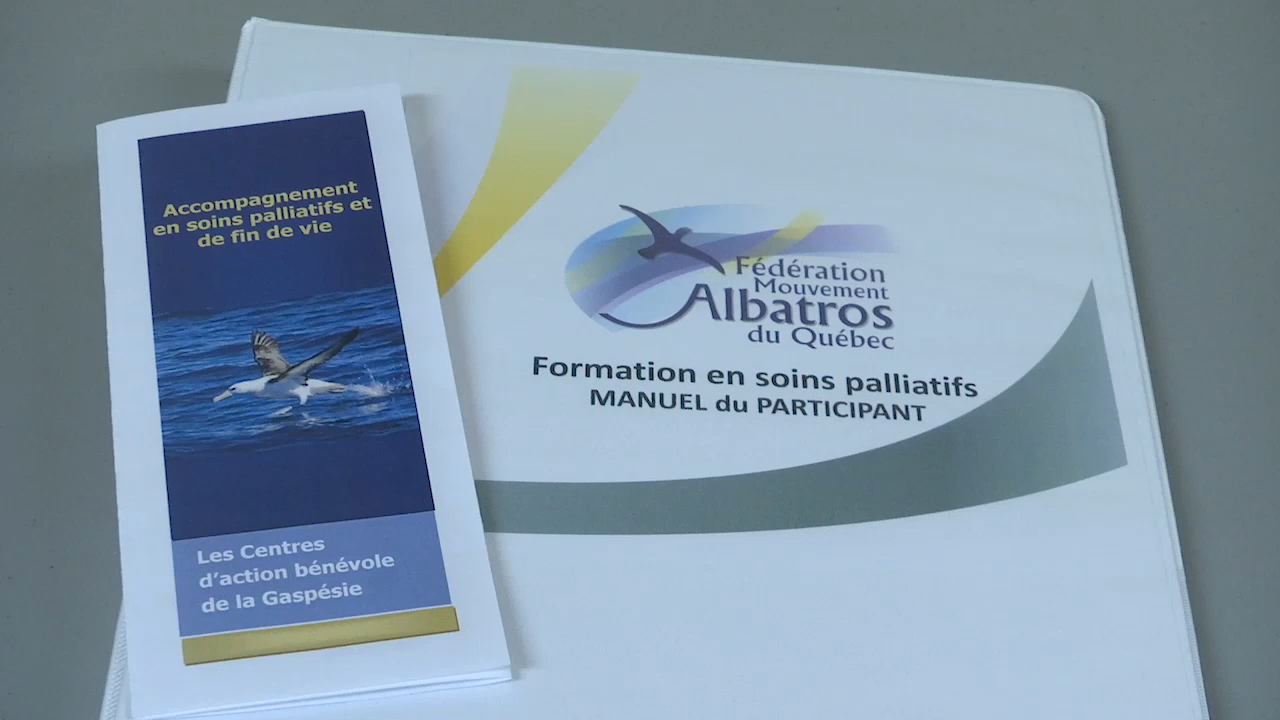 Accompagnement
en soins palliatifs et
de fin de vie
Les Centres
d'action bénévole
de la Gaspésie
Fédération
Mouvement
Albatros
du Québec
Formation en soins palliatifs
MANUEL du PARTICIPANT